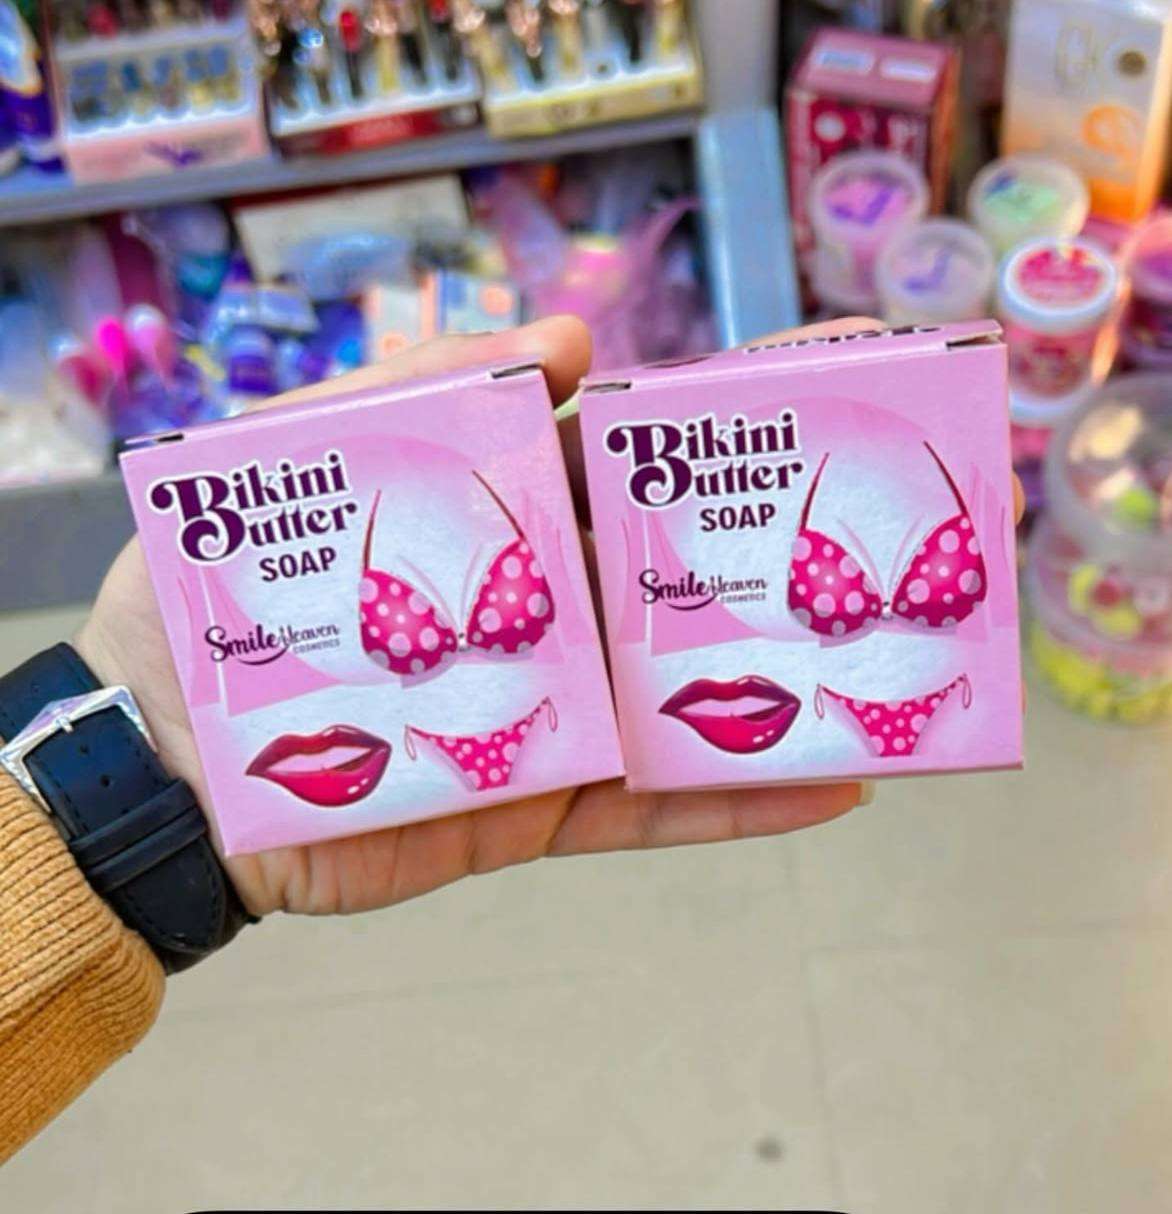 Bikini
Butter
SOAP
Smile Heaven
COSMETICS
Bikini
Butter
SOAP
Smile Heaven
COSMETICS